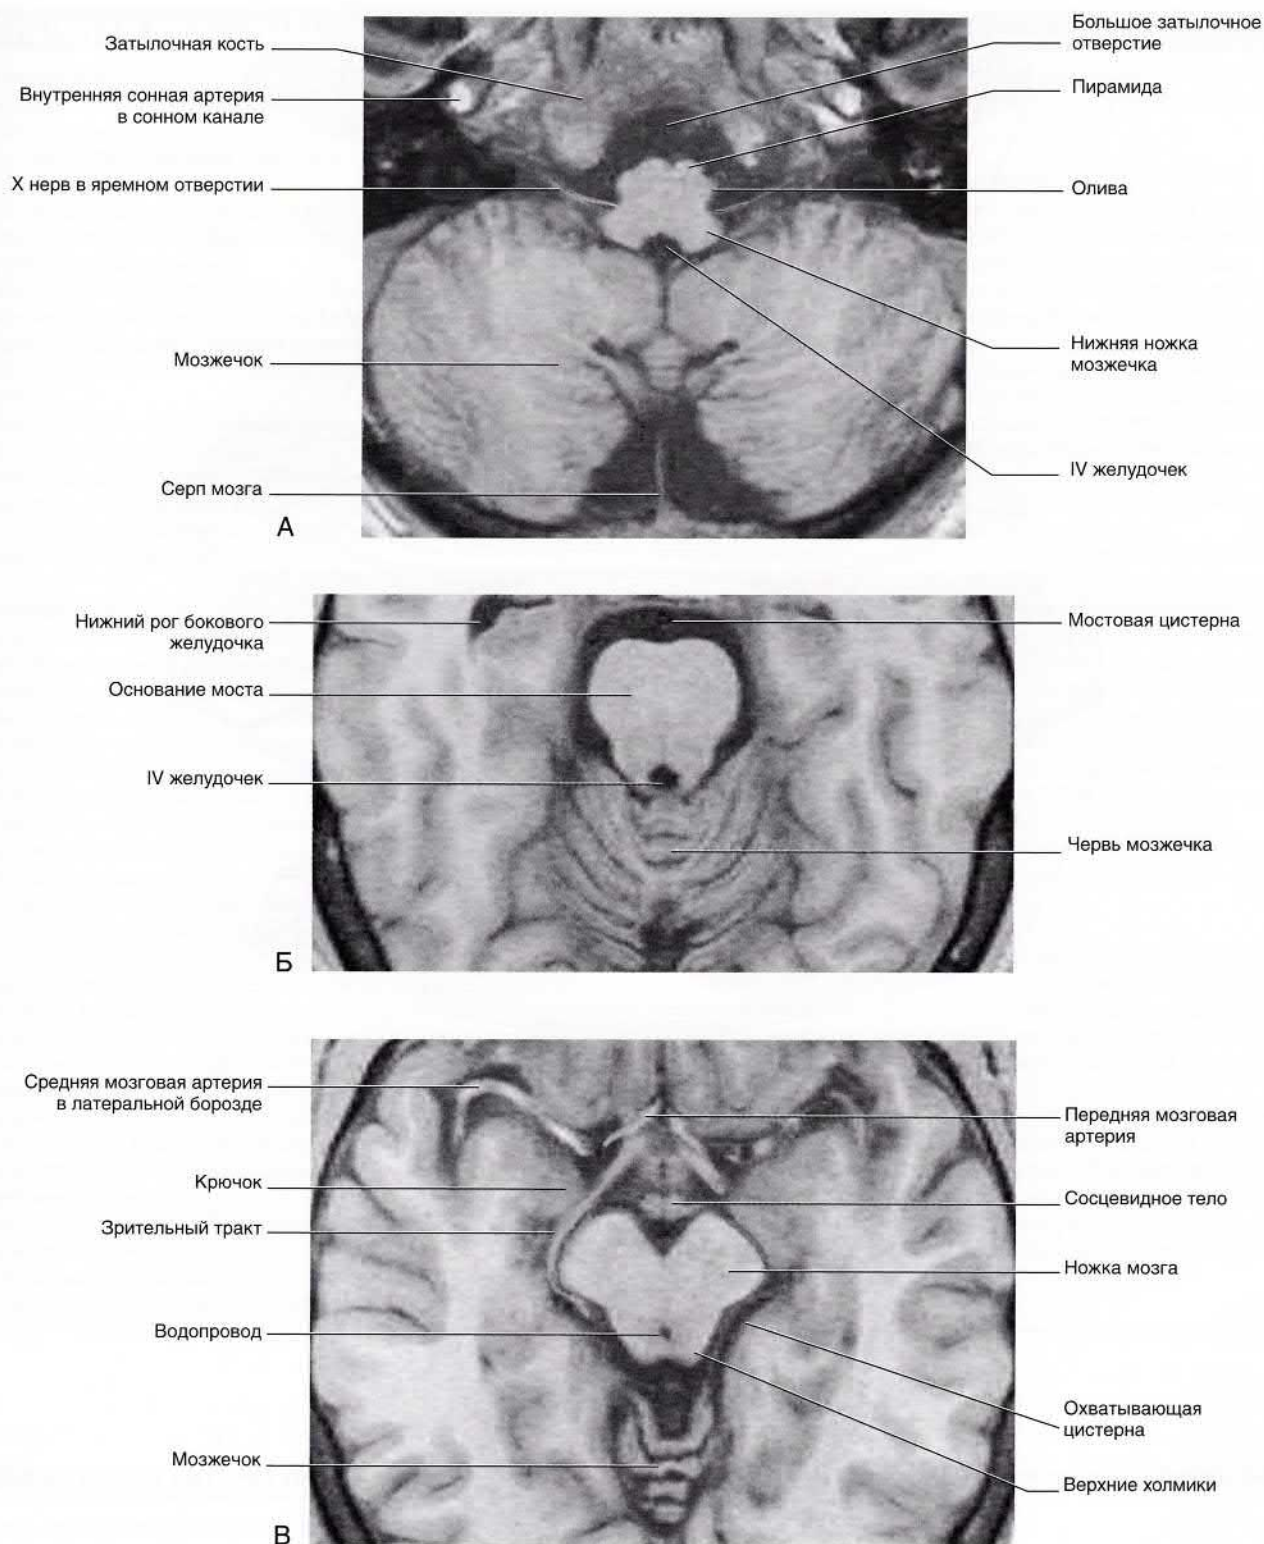 Затылочная кость
Внутренняя сонная артерия
в сонном канале
X нерв в яремном отверстии
Мозжечок
Серп мозга
А
Большое затылочное
отверстие
Пирамида
Олива
Нижняя ножка
мозжечка
IV желудочек
Нижний рог бокового
желудочка
Основание моста
IV желудочек
Б
Мостовая цистерна
Червь мозжечка
Средняя мозговая артерия
в латеральной борозде
Крючок
Зрительный тракт
Водопровод
Мозжечок
В
Передняя мозговая
артерия
Сосцевидное тело
Ножка мозга
Охватывающая
цистерна
Верхние холмики